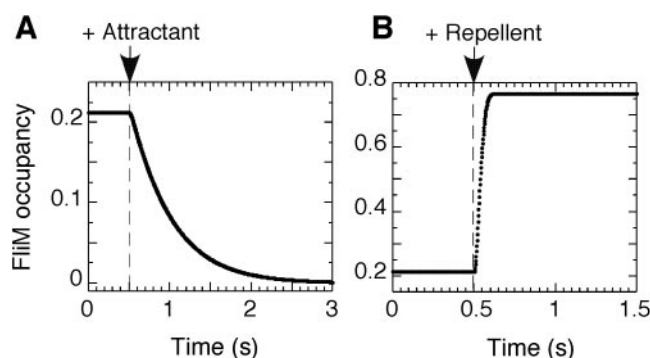 A + Attractant
B + Repellent
FliM occupancy
0.2
0.1
0
0 1 2 3
Time (s)
0.8
0.6
0.4
0.2
0 0.5 1 1.5
Time (s)